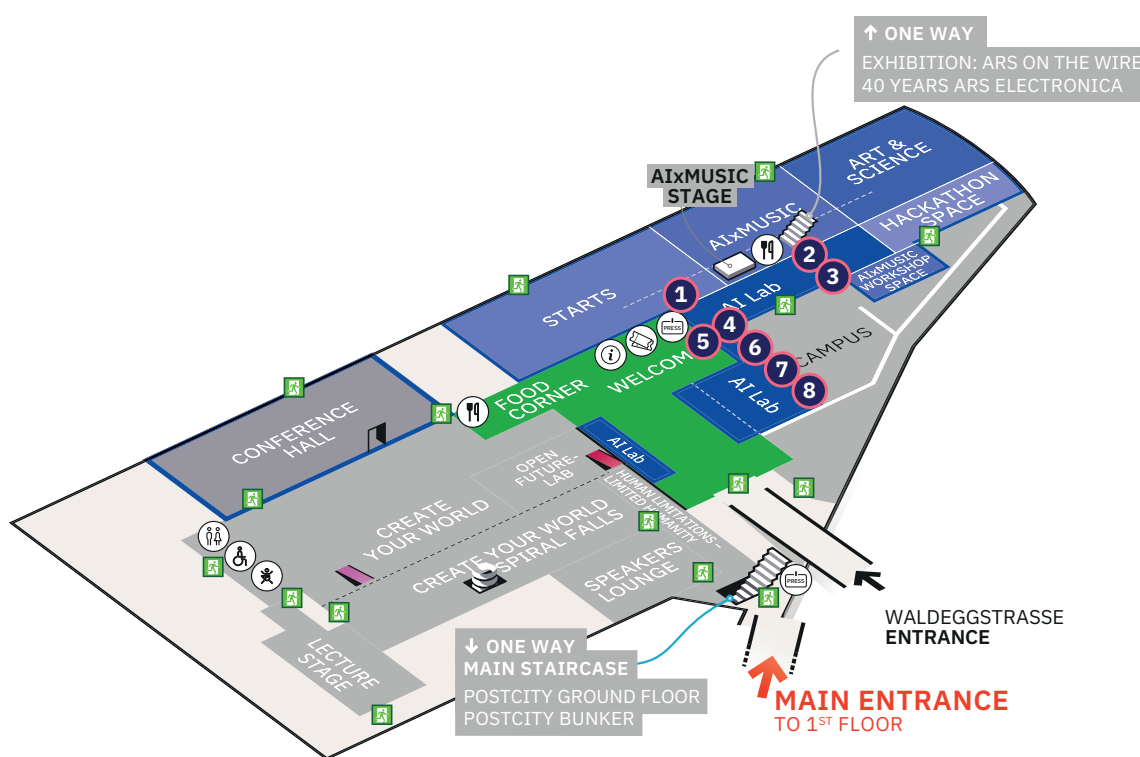 ↑ ONE WAY
EXHIBITION: ARS ON THE WIRE
40 YEARS ARS ELECTRONICA
ART &
SCIENCE
HACKATHON
SPACE
AIxMUSIC
STAGE
AIxMUSIC
AIxMUSIC
WORKSHOP
SPACE
2
3
1
AI Lab
STARTS
4
5
6
7
8
PRESS
i
WELCOM
CAMPUS
AI Lab
FOOD
CORNER
CONFERENCE
HALL
AI Lab
OPEN
FUTURE-
LAB
HUMAN LIMITATIONS –
LIMITED HUMANITY
CREATE
YOUR WORLD
CREATE YOUR WORLD
SPIRAL FALLS
SPEAKERS
LOUNGE
PRESS
LECTURE
STAGE
WALDEGGSTRASSE
ENTRANCE
↓ ONE WAY
MAIN STAIRCASE
POSTCITY GROUND FLOOR
POSTCITY BUNKER
MAIN ENTRANCE
TO 1ST FLOOR